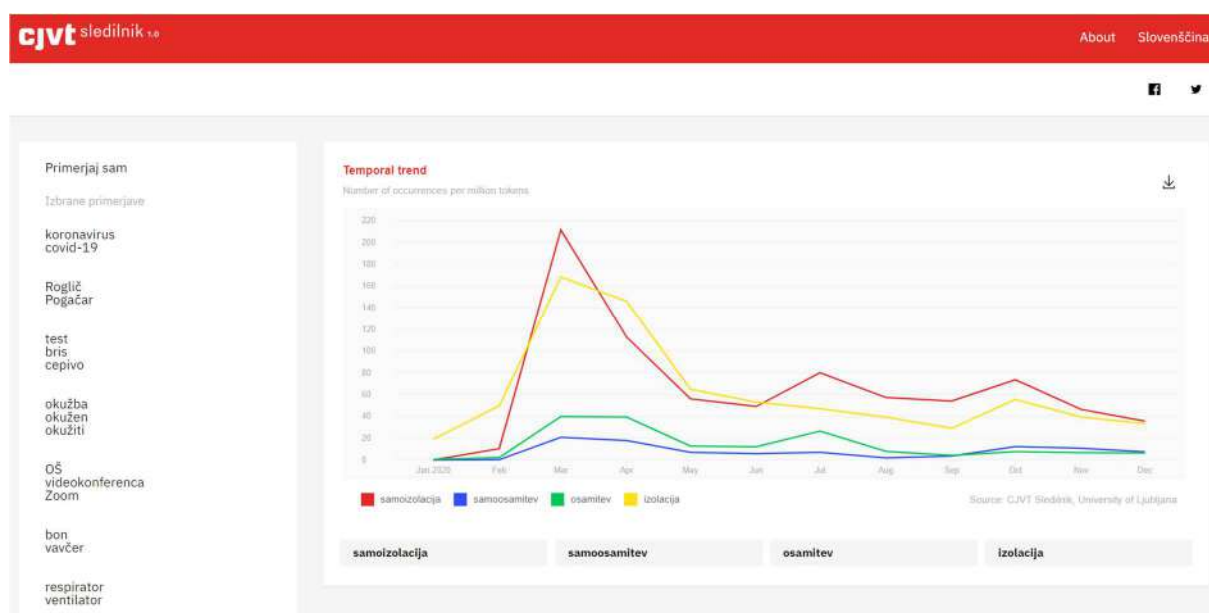 cjvt sledilnik 1.0
About Slovenščina
Primerjaj sam
Izbrane primerjave
koronavirus
covid-19
Roglič
Pogačar
test
bris
cepivo
okužba
okužen
okužiti
OŠ
videokonferenca
Zoom
bon
vavčer
respirator
ventilator
Temporal trend
Number of occurrences per million tokens
220
200
180
160
140
120
100
80
60
40
20
0
Jan 2020 Feb Mar Apr May Jun Jul Aug Sep Oct Nov Dec
samoizolacija samoosamitev osamitev izolacija
Source: CJVT Sledilnik, University of Ljubljana
samoizolacija samoosamitev osamitev izolacija